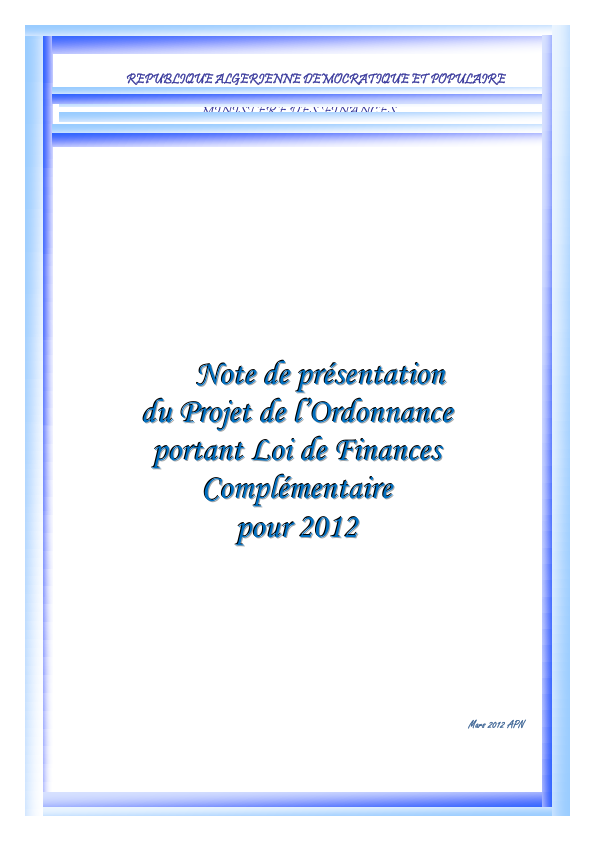 REPUBLIQUE ALGERIENNE DEMOCRATIQUE ET POPULAIRE
MINISTERE DES FINANCES
Note de présentation
du Projet de l’Ordonnance
portant Loi de Finances
Complémentaire
pour 2012
Mars 2012 APN